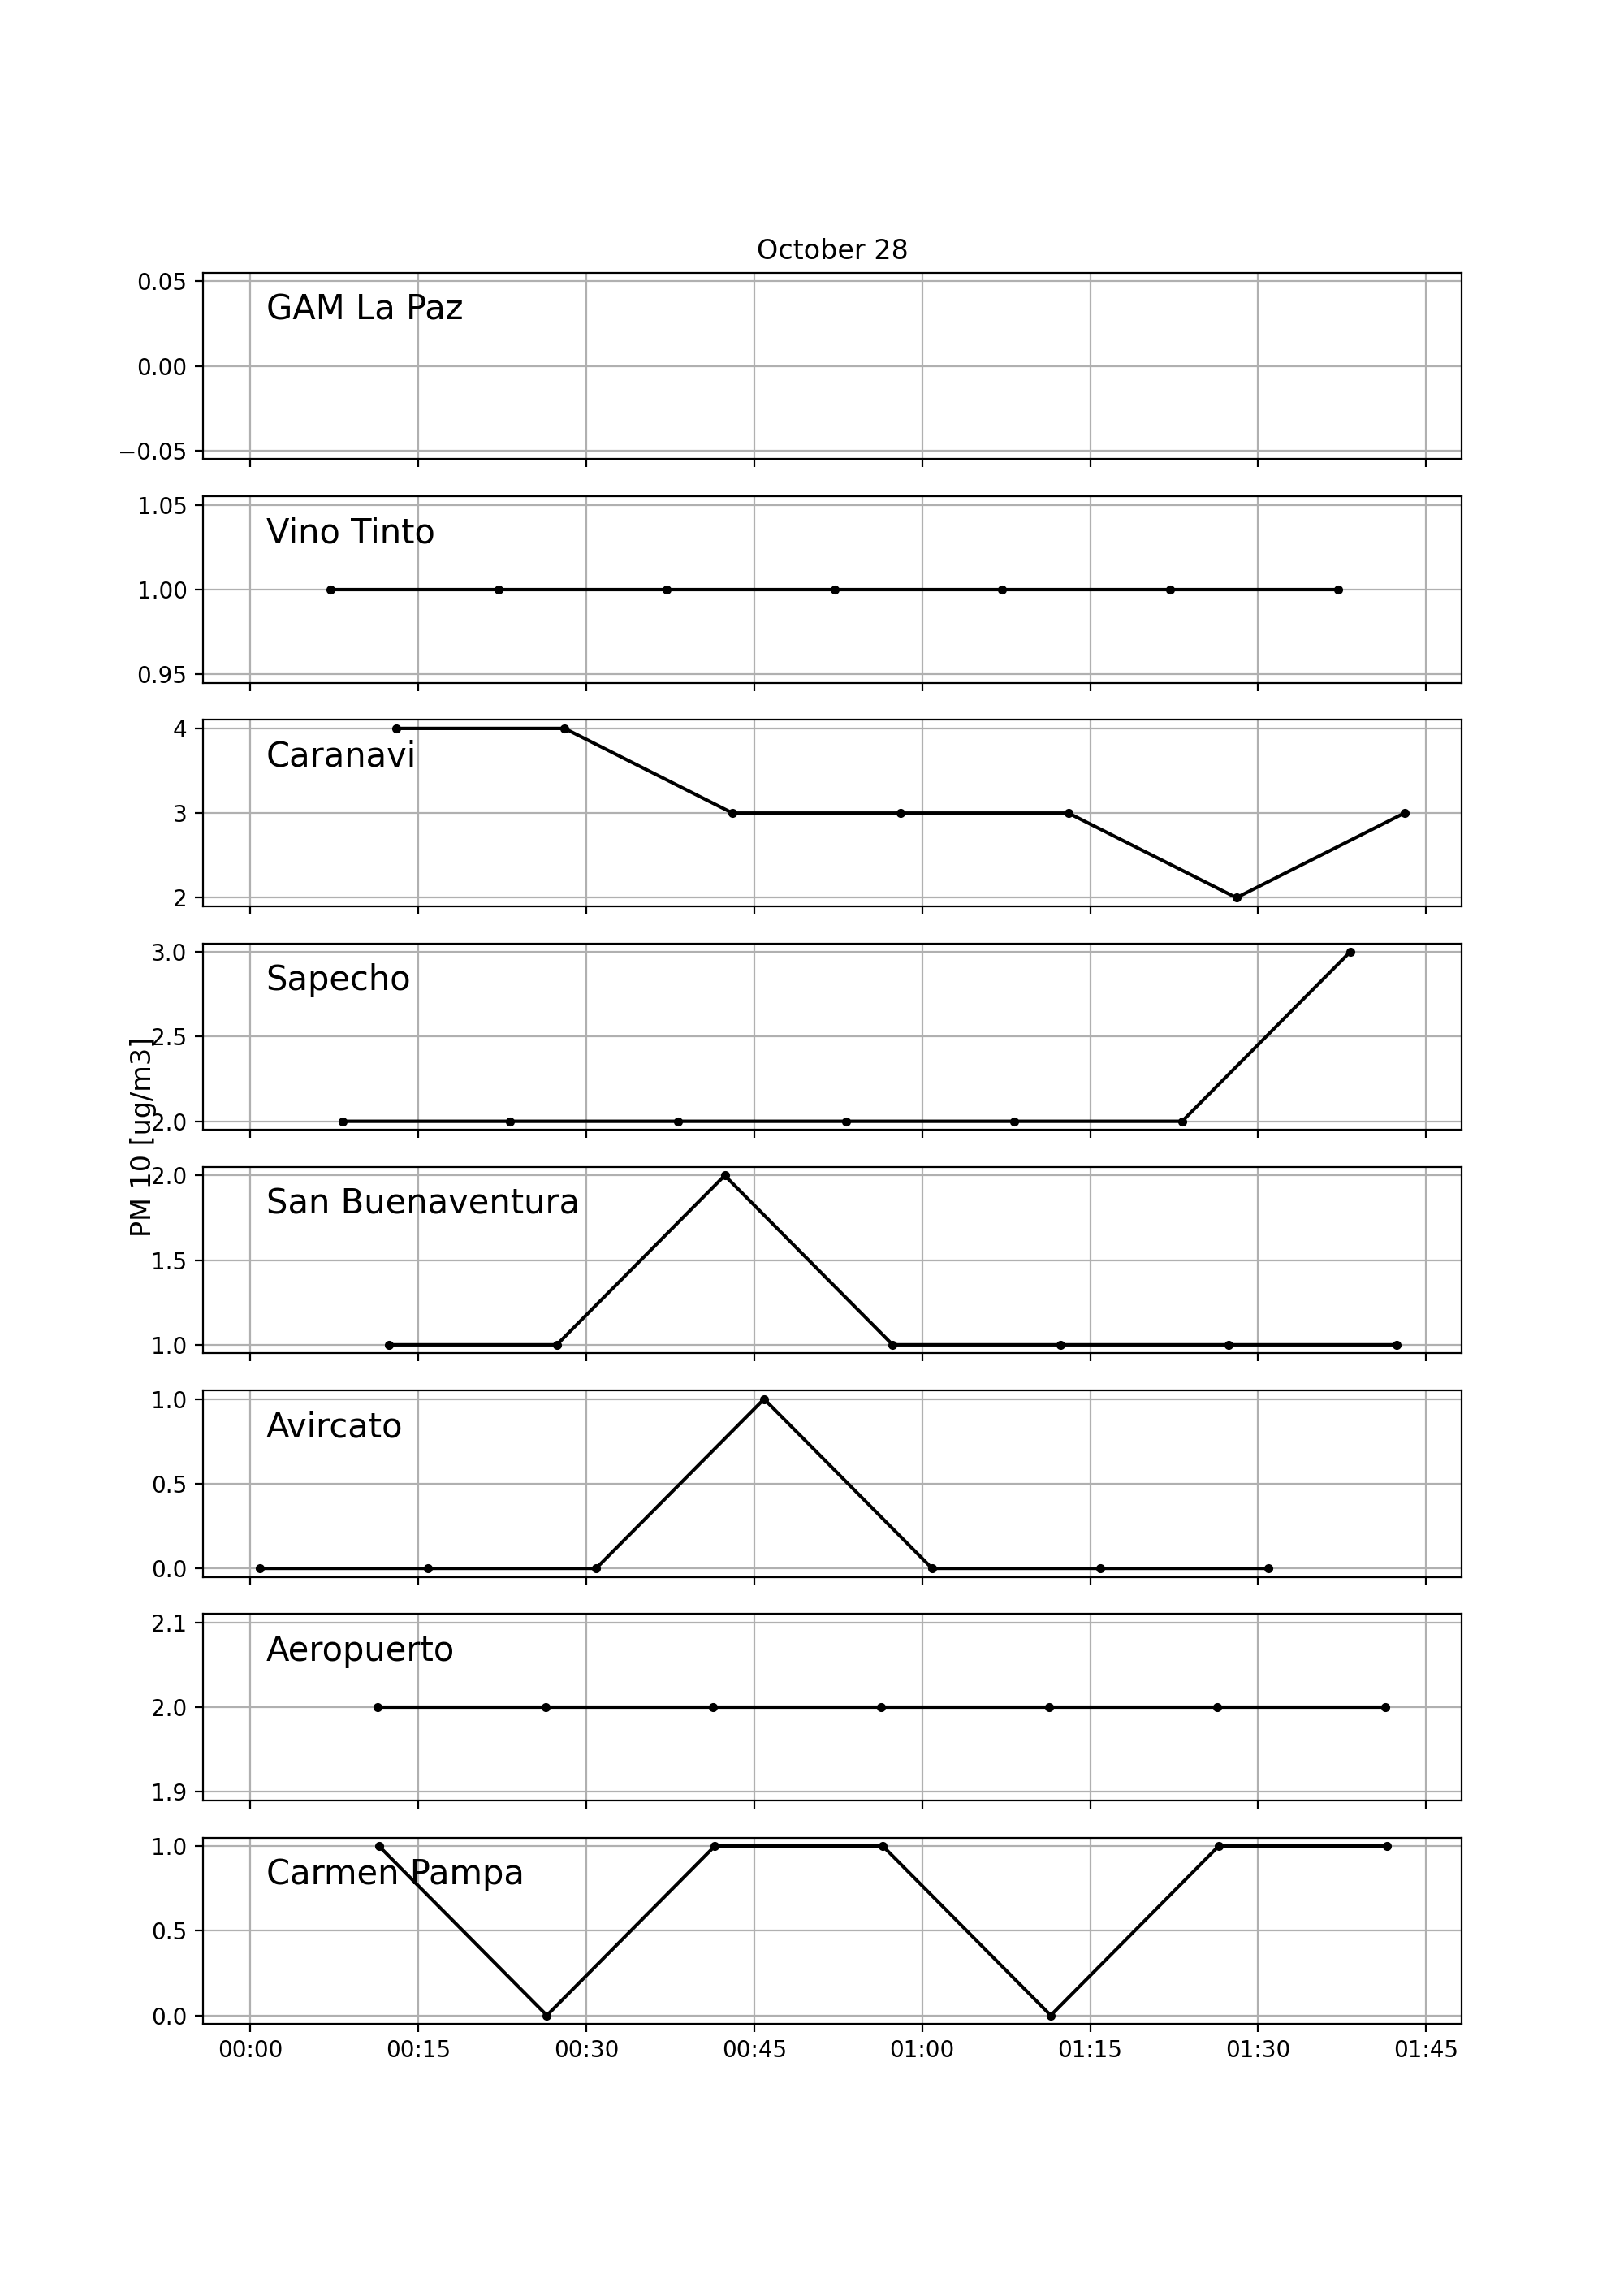 October 28
0.05
GAM La Paz
0.00
−0.05
1.05
Vino Tinto
1.00
0.95
4
Caranavi
3
2
3.0
Sapecho
2.5
2.0
PM 10 [ug/m3]
2.0
San Buenaventura
1.5
1.0
1.0
Avircato
0.5
0.0
2.1
Aeropuerto
2.0
1.9
1.0
Carmen Pampa
0.5
0.0
00:00 00:15 00:30 00:45 01:00 01:15 01:30 01:45